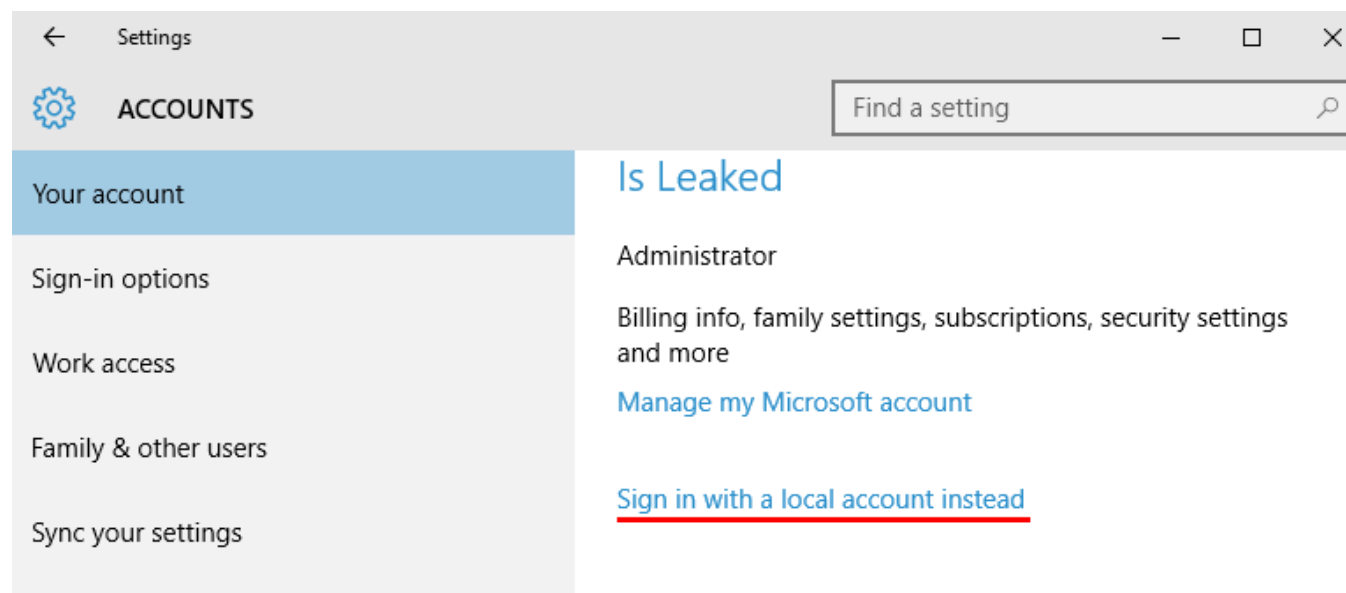 Settings
ACCOUNTS
Find a setting
Your account
Sign-in options
Work access
Family & other users
Sync your settings
Is Leaked
Administrator
Billing info, family settings, subscriptions, security settings
and more
Manage my Microsoft account
Sign in with a local account instead